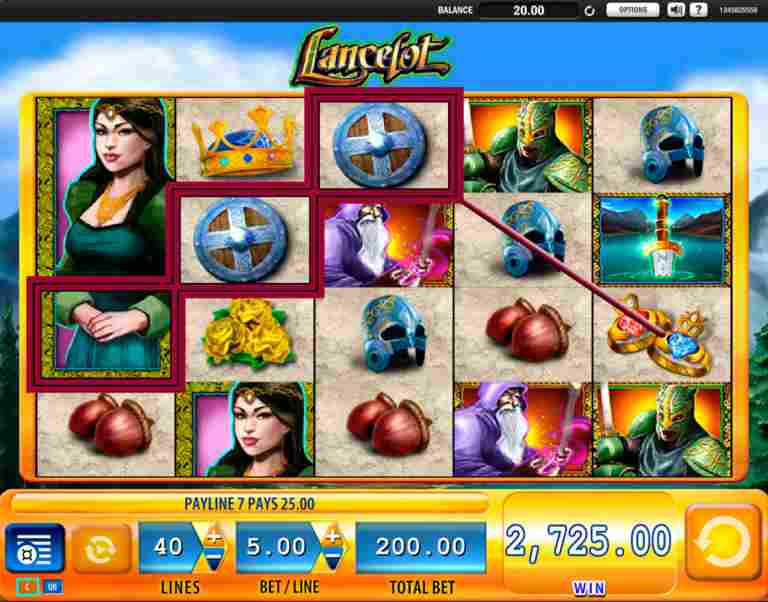 BALANCE 20.00 OPTIONS ?
Lancelot
PAYLINE 7 PAYS 25.00
40 5.00 200.00 2,725.00
LINES BET/LINE TOTAL BET WIN